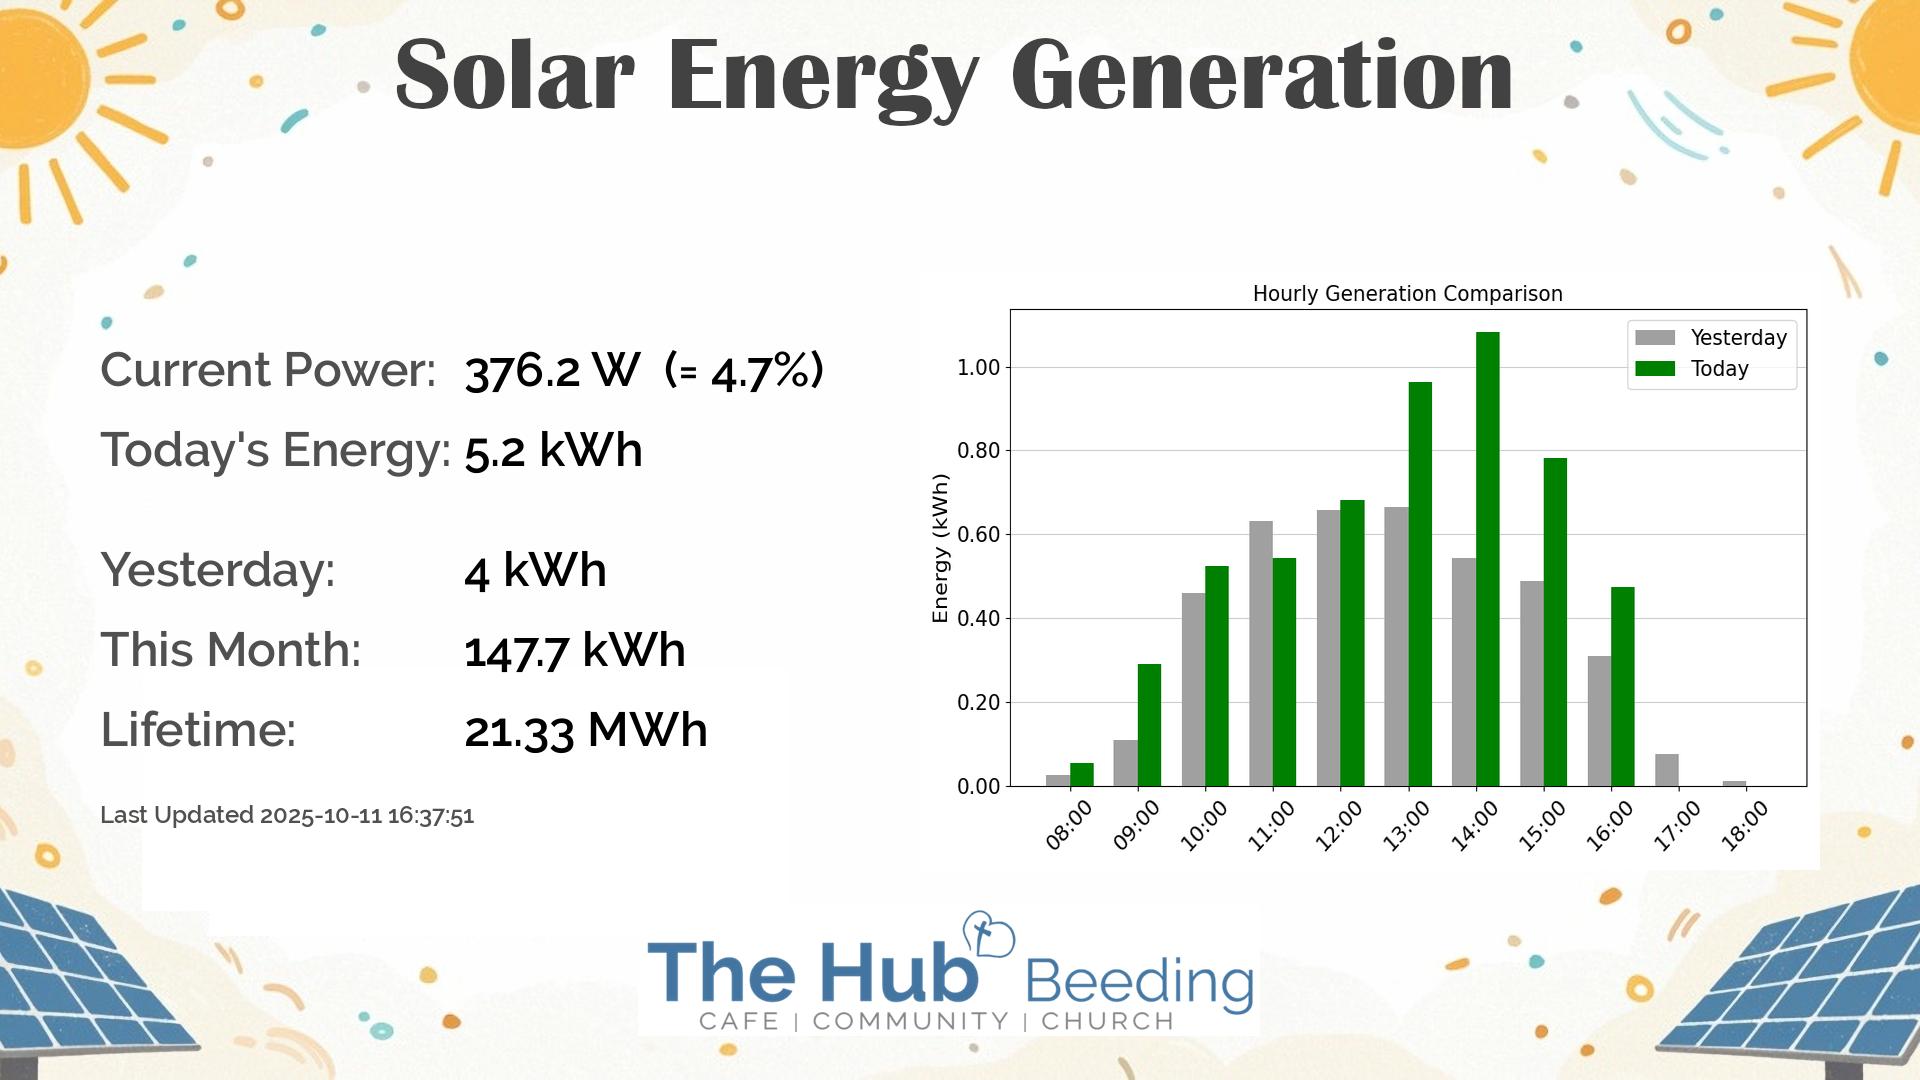 Solar Energy Generation
Current Power: 376.2 W (= 4.7%)
Today's Energy: 5.2 kWh
Yesterday: 4 kWh
This Month: 147.7 kWh
Lifetime: 21.33 MWh
Last Updated 2025-10-11 16:37:51
Hourly Generation Comparison
Yesterday
Today
Energy (kWh)
1.00
0.80
0.60
0.40
0.20
0.00
08:00 09:00 10:00 11:00 12:00 13:00 14:00 15:00 16:00 17:00 18:00
The Hub Beeding
CAFE | COMMUNITY | CHURCH